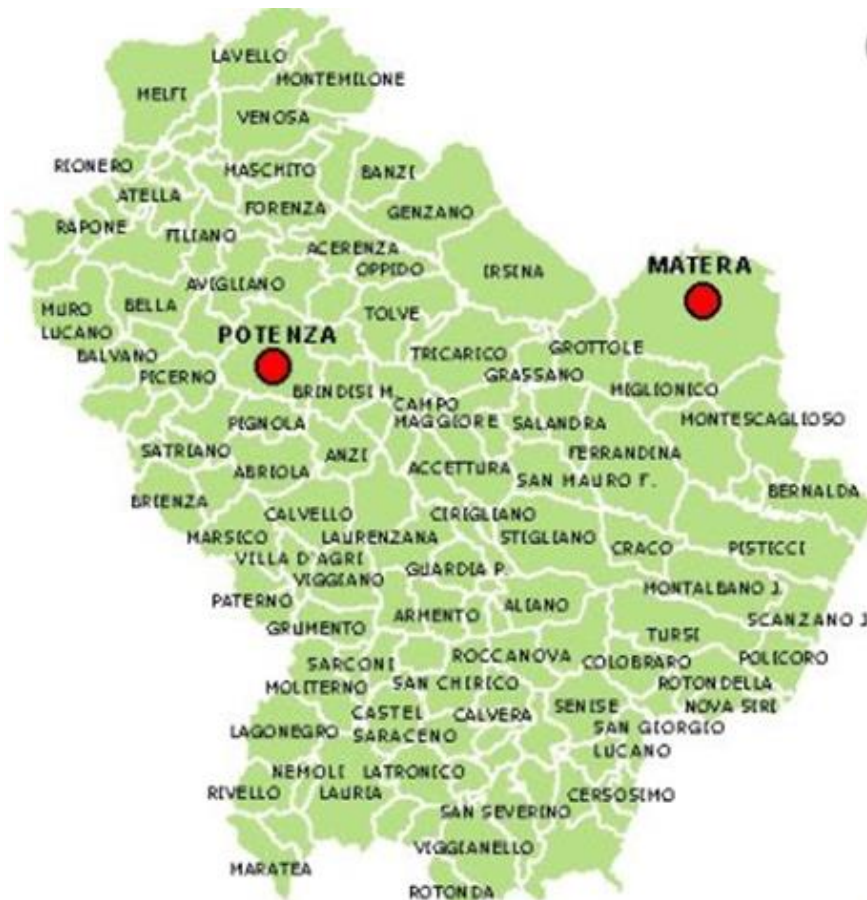 LAVELLO
MONTEMILONE
MELFI
VENOSA
RIONERO
MASCHITO
BANZI
ATELLA
FORENZA
GENZANO
RAPONE
FILIANO
ACERENZA
OPPIDO
IRSINA
MATERA
AVIGLIANO
MURO
LUCANO
BELLA
TOLVE
POTENZA
BALVANO
PICERNO
TRICARICO
GROTTOLE
GRASSANO
BRINDISI M.
MIGLIONICO
CAMPO
MAGGIORE
PIGNOLA
SALANDRA
MONTESCAGLIOSO
SATRIANO
ANZI
FERRANDINA
ABRIOLA
ACCETTURA
SAN MAURO F.
BERNALDA
BRIENZA
CALVELLO
CIRIGLIANO
MARSICO
LAURENZANA
STIGLIANO
CRACO
PISTICCI
VILLA D'AGRI
VIGGIANO
GUARDIA P.
MONTALBANO J.
PATERNO
ARMENTO
ALIANO
SCANZANO J.
GRUMENTO
TURSI
SARCONI
ROCCANOVA
COLOBRARO
POLICORO
MOLITERNO
SAN CHIRICO
ROTONDELLA
LAGONEGRO
CASTEL
SARACENO
CALVERA
SENISE
NOVA SIRI
SAN GIORGIO
LUCANO
NEMOLI
LATRONICO
RIVELLO
LAURIA
CERSOSIMO
SAN SEVERINO
VIGGIANELLO
MARATEA
ROTONDA